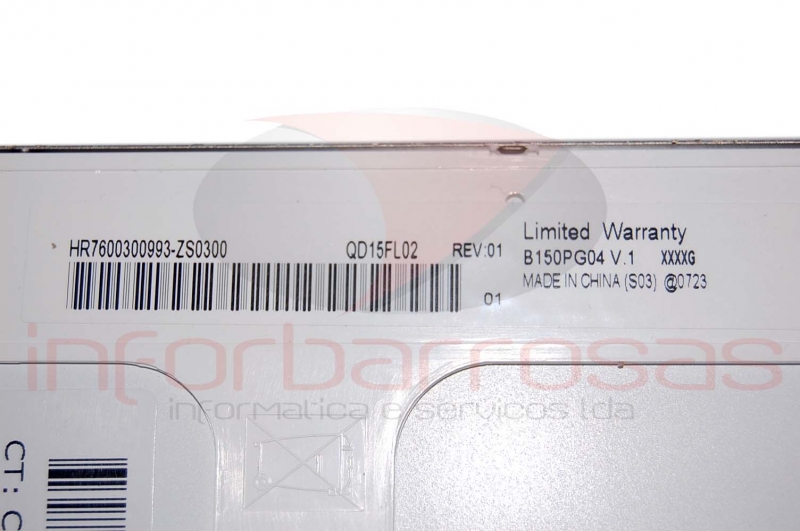 HR7600300993-ZS0300 QD15FL02 REV:01
01
Limited Warranty
B150PG04 V.1 XXXXG
MADE IN CHINA (S03) @0723
inforbarrosas
informatica e servicos lda
CT: C